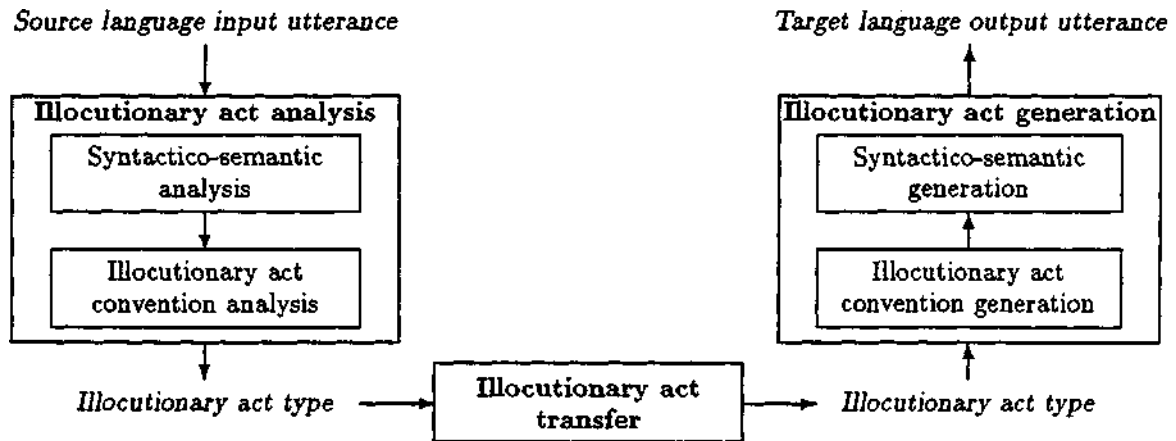 Source language input utterance
Illocutionary act analysis
Syntactico-semantic
analysis
Illocutionary act
convention analysis
Illocutionary act type
Illocutionary act
transfer
Target language output utterance
Illocutionary act generation
Syntactico-semantic
generation
Illocutionary act
convention generation
Illocutionary act type